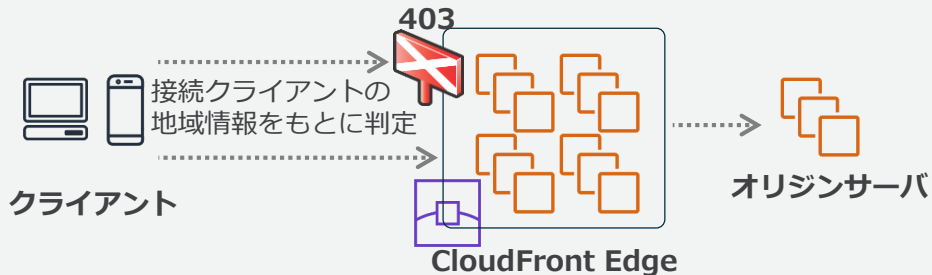 403
接続クライアントの
地域情報をもとに判定
クライアント
オリジンサーバ
CloudFront Edge